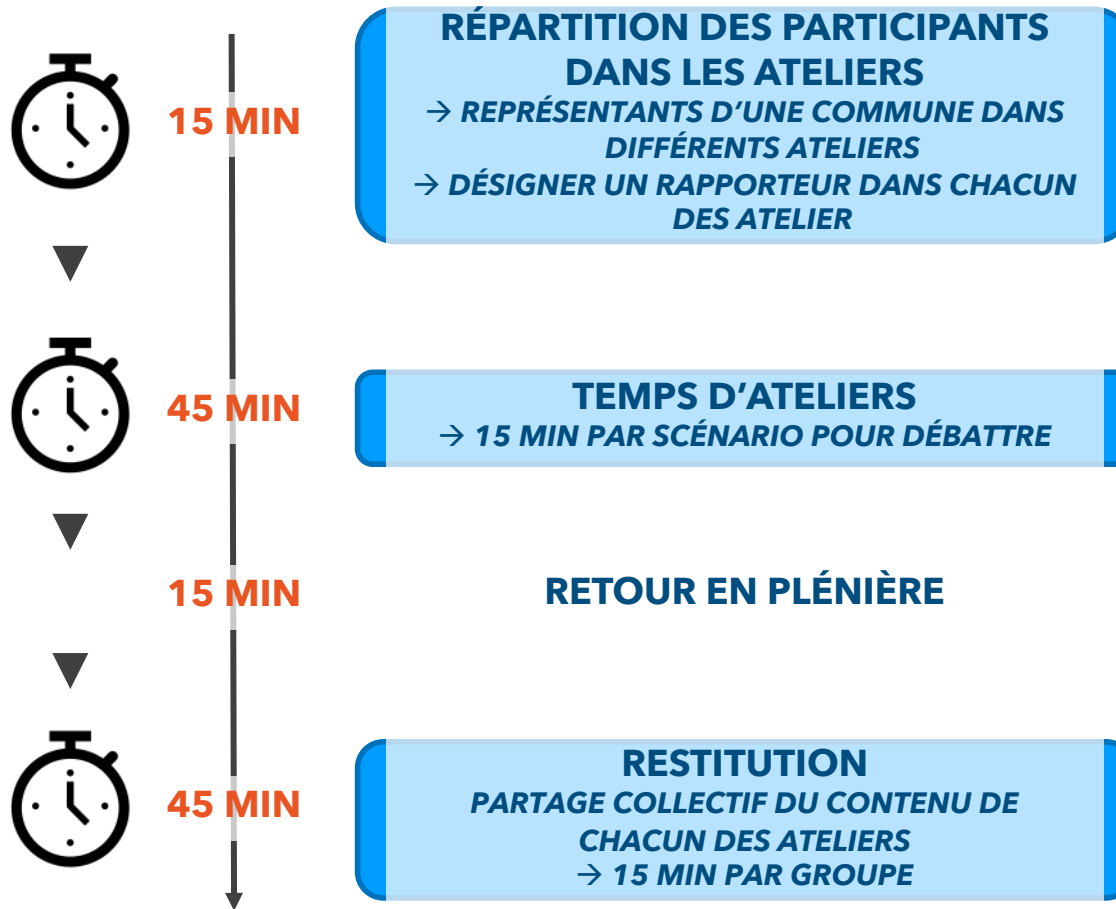 15 MIN
RÉPARTITION DES PARTICIPANTS
DANS LES ATELIERS
→ REPRÉSENTANTS D’UNE COMMUNE DANS
DIFFÉRENTS ATELIERS
→ DÉSIGNER UN RAPPORTEUR DANS CHACUN
DES ATELIER
45 MIN
TEMPS D’ATELIERS
→ 15 MIN PAR SCÉNARIO POUR DÉBATTRE
15 MIN
RETOUR EN PLÉNIÈRE
45 MIN
RESTITUTION
PARTAGE COLLECTIF DU CONTENU DE
CHACUN DES ATELIERS
→ 15 MIN PAR GROUPE